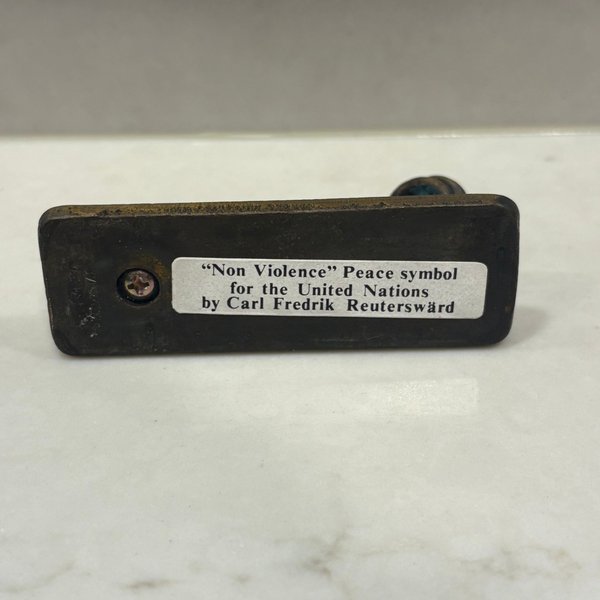 “Non Violence” Peace symbol
for the United Nations
by Carl Fredrik Reuterswärd